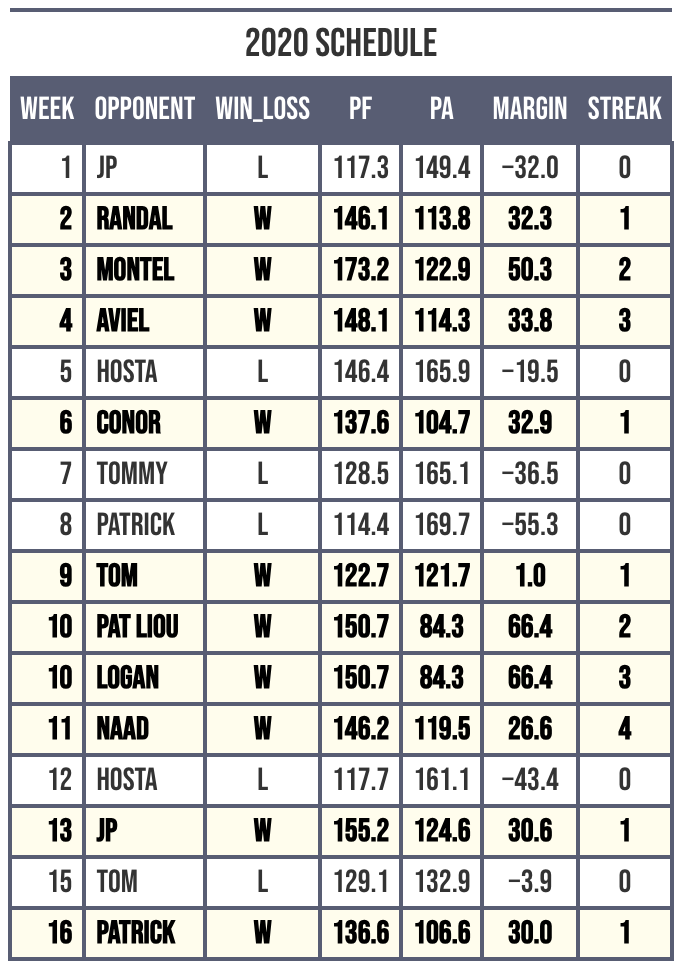 2020 SCHEDULE
WEEK OPPONENT WIN_LOSS PF PA MARGIN STREAK
1 JP L 117.3 149.4 −32.0 0
2 RANDAL W 146.1 113.8 32.3 1
3 MONTEL W 173.2 122.9 50.3 2
4 AVIEL W 148.1 114.3 33.8 3
5 HOSTA L 146.4 165.9 −19.5 0
6 CONOR W 137.6 104.7 32.9 1
7 TOMMY L 128.5 165.1 −36.5 0
8 PATRICK L 114.4 169.7 −55.3 0
9 TOM W 122.7 121.7 1.0 1
10 PAT LIOU W 150.7 84.3 66.4 2
10 LOGAN W 150.7 84.3 66.4 3
11 NAAD W 146.2 119.5 26.6 4
12 HOSTA L 117.7 161.1 −43.4 0
13 JP W 155.2 124.6 30.6 1
15 TOM L 129.1 132.9 −3.9 0
16 PATRICK W 136.6 106.6 30.0 1